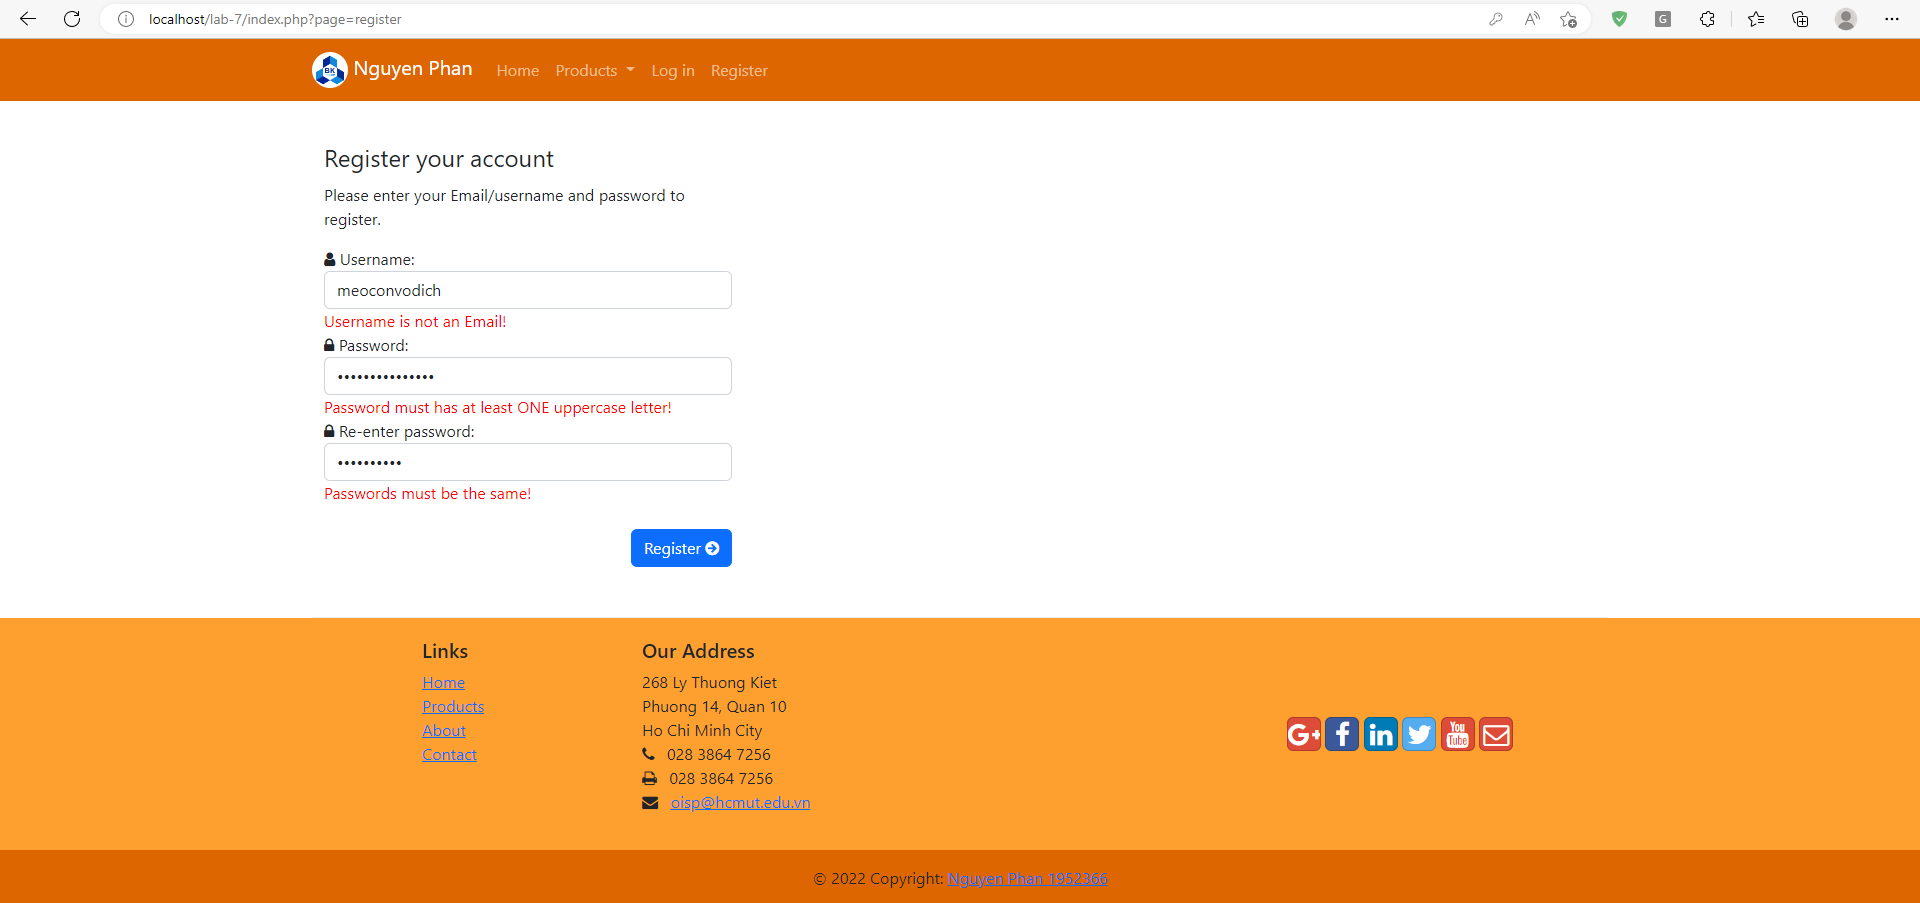 localhost/lab-7/index.php?page=register
BK Nguyen Phan Home Products Log in Register
Register your account
Please enter your Email/username and password to
register.
Username:
meoconvodich
Username is not an Email!
Password:
•••••••••••••••
Password must has at least ONE uppercase letter!
Re-enter password:
••••••••••
Passwords must be the same!
Register
Links
Home
Products
About
Contact
Our Address
268 Ly Thuong Kiet
Phuong 14, Quan 10
Ho Chi Minh City
028 3864 7256
028 3864 7256
oisp@hcmut.edu.vn
G+ f in You Tube
© 2022 Copyright: Nguyen Phan 1952366